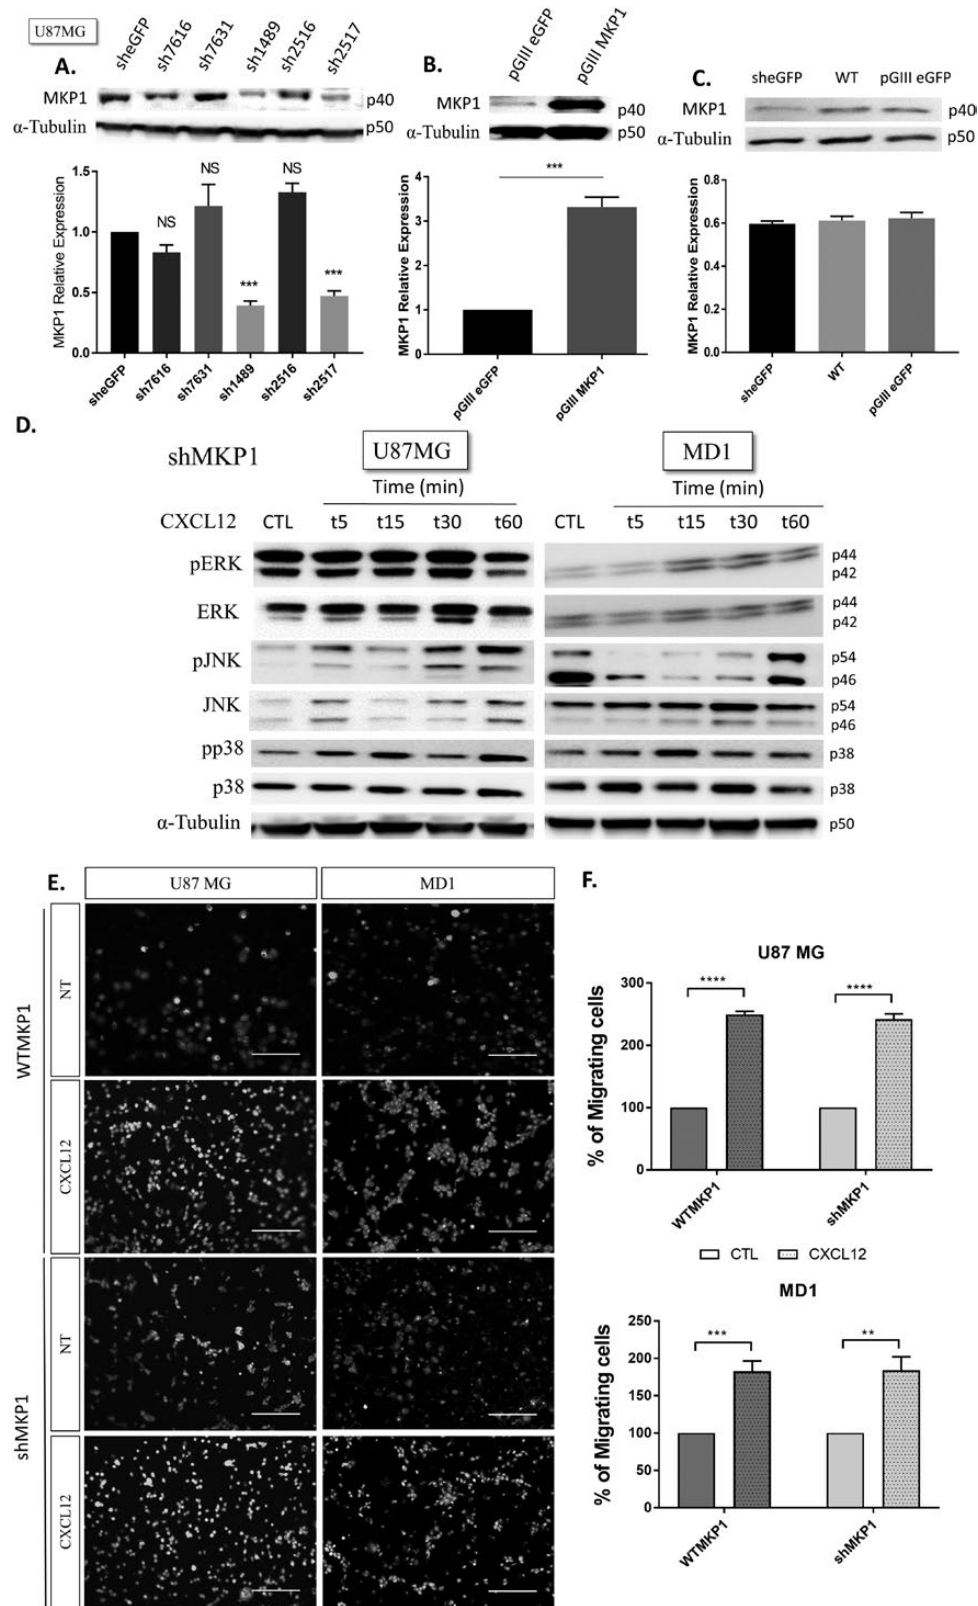 U87MG
A.
sheGFP
sh7616
sh7631
sh1489
sh2516
sh2517
MKP1
p40
α-Tubulin
p50
MKP1 Relative Expression
1.5
1.0
0.5
0.0
NS
NS
***
NS
***
sheGFP
sh7616
sh7631
sh1489
sh2516
sh2517
B.
pGIII eGFP
pGIII MKP1
MKP1
p40
α-Tubulin
p50
MKP1 Relative Expression
4
3
2
1
0
***
pGIII eGFP
pGIII MKP1
C.
sheGFP WT pGIII eGFP
MKP1
p40
α-Tubulin
p50
MKP1 Relative Expression
0.8
0.6
0.4
0.2
0.0
sheGFP
WT
pGIII eGFP
D.
shMKP1 U87MG MD1
Time (min) Time (min)
CXCL12 CTL t5 t15 t30 t60 CTL t5 t15 t30 t60
pERK p44
p42
ERK p44
p42
pJNK p54
p46
JNK p54
p46
pp38 p38
p38 p38
α-Tubulin p50
E.
U87 MG MD1
WTMKP1
NT
CXCL12
shMKP1
NT
CXCL12
F.
U87 MG
% of Migrating cells
300
200
100
0
**** ****
WTMKP1
shMKP1
CTL CXCL12
MD1
% of Migrating cells
250
200
150
100
50
0
*** **
WTMKP1
shMKP1